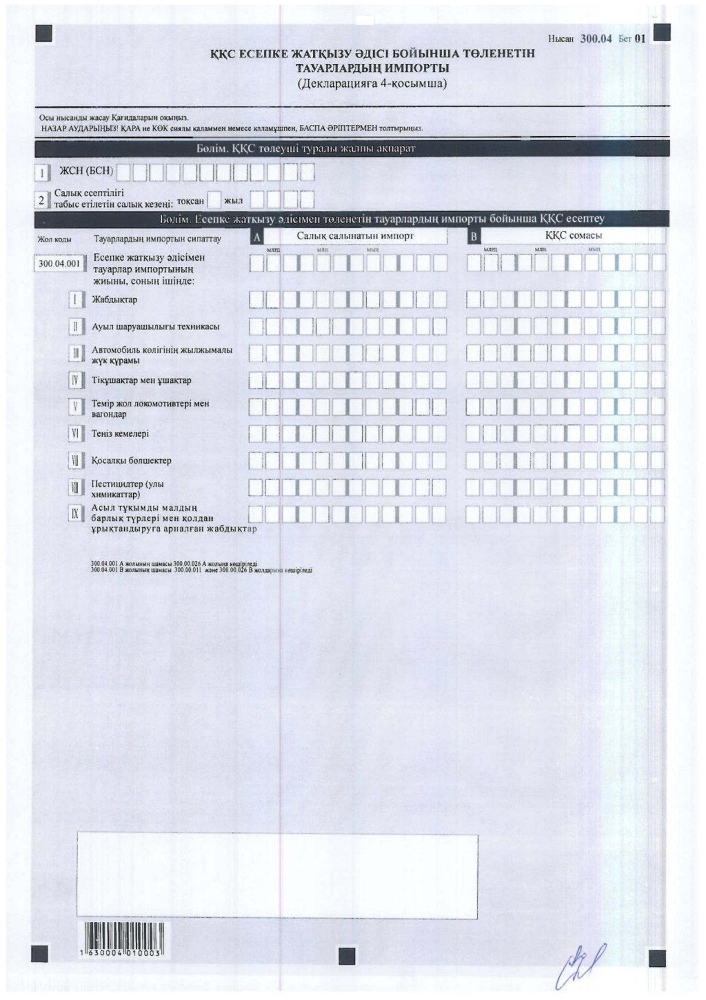 Нысан 300.04 Бет 01
ҚҚС ЕСЕПКЕ ЖАТҚЫЗУ ӘДІСІ БОЙЫНША ТӨЛЕНЕТІН
ТАУАРЛАРДЫҢ ИМПОРТЫ
(Декларацияға 4-қосымша)
Осы нысанды жасау Қағидаларын оқыңыз.
НАЗАР АУДАРЫҢЫЗ! ҚАРА не КӨК сиялы қаламмен немесе қаламұшпен, БАСПА ӘРІПТЕРМЕН толтырыңыз.
Бөлім. ҚҚС төлеуші туралы жалпы ақпарат
1 ЖСН (БСН)
2 Салық есептілігі
табыс етілетін салық кезеңі: тоқсан жыл
Бөлім. Есепке жатқызу әдісімен төленетін тауарлардың импорты бойынша ҚҚС есептеу
Жол коды Тауарлардың импортын сипаттау A Салық салынатын импорт B ҚҚС сомасы
млрд. млн. мың млрд. млн. мың
300.04.001 Есепке жатқызу әдісімен
тауарлар импортының
жиыны, соның ішінде:
I Жабдықтар
II Ауыл шаруашылығы техникасы
III Автомобиль көлігінің жылжымалы
жүк құрамы
IV Тікұшақтар мен ұшақтар
V Темір жол локомотивтері мен
вагондар
VI Теңіз кемелері
VII Қосалқы бөлшектер
VIII Пестицидтер (улы
химикаттар)
IX Асыл тұқымды малдың
барлық түрлері мен қолдан
ұрықтандыруға арналған жабдықтар
300.04.001 А жолының шамасы 300.00.026 А жолына көшіріледі
300.04.001 В жолының шамасы 300.00.011 және 300.00.026 В жолдарына көшіріледі
1 630004 010003